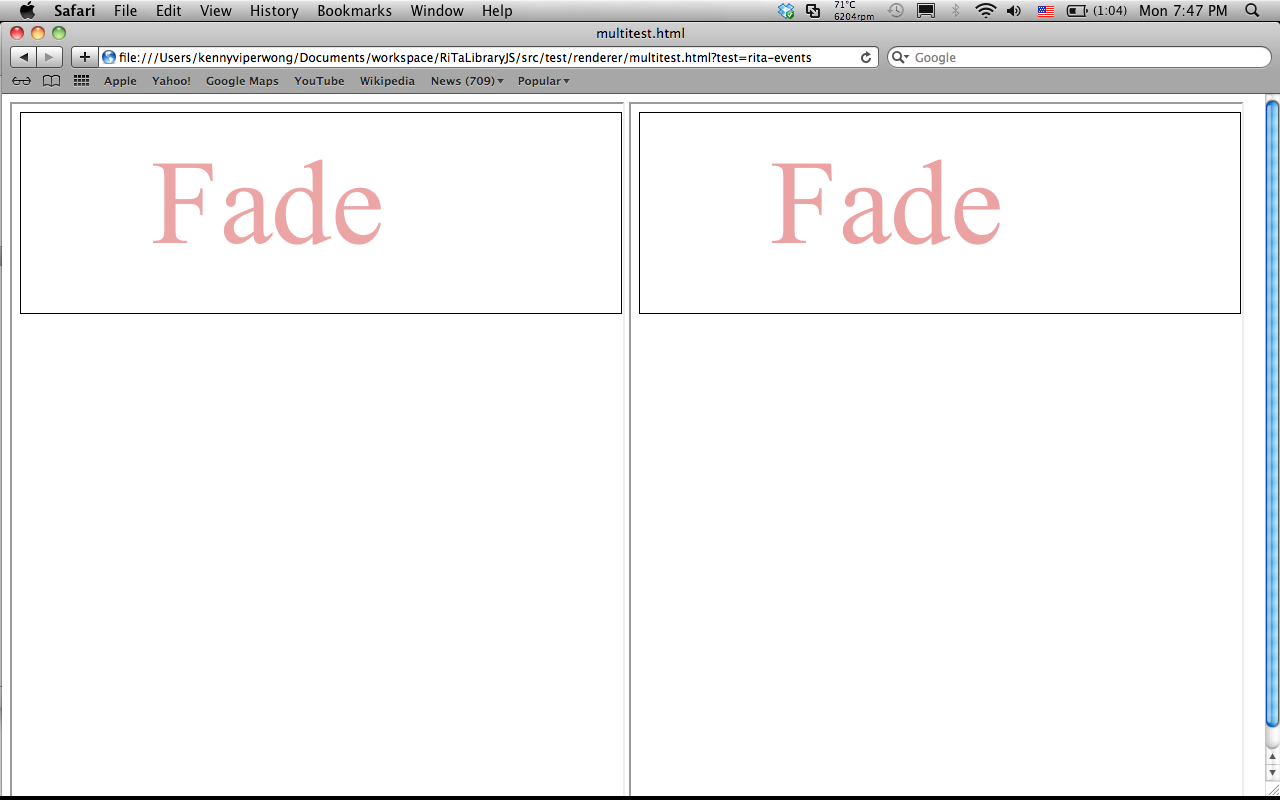 Safari File Edit View History Bookmarks Window Help 71°C 6204rpm (1:04) Mon 7:47 PM
multitest.html
file:///Users/kennyviperwong/Documents/workspace/RiTaLibraryJS/src/test/renderer/multitest.html?test=rita-events Google
Apple Yahoo! Google Maps YouTube Wikipedia News (709) Popular
Fade Fade